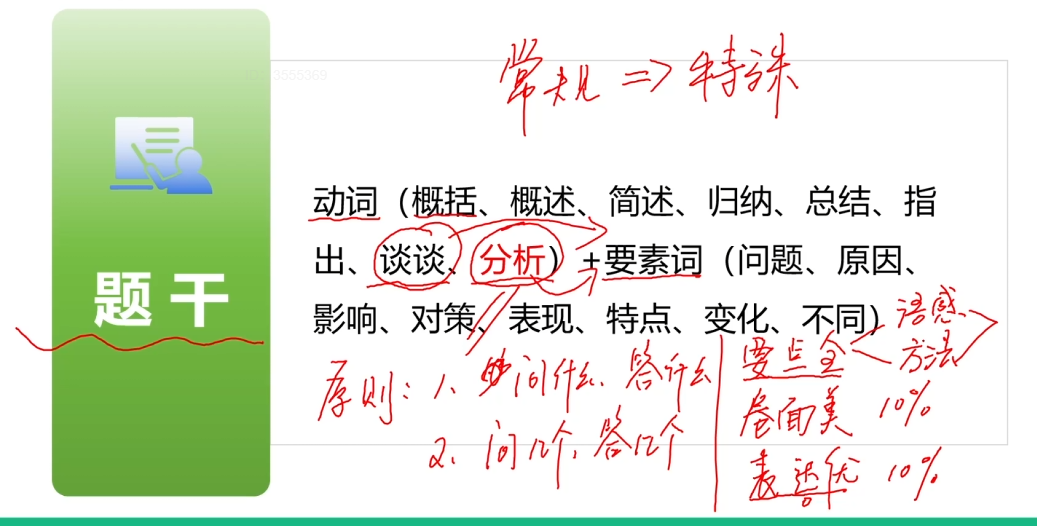 常规 => 特殊
题干
动词（概括、概述、简述、归纳、总结、指
出、谈谈、分析）+要素词（问题、原因、
影响、对策、表现、特点、变化、不同）
语感
方法
原则：1、问什么、答什么
2、问几个、答几个
要点全
卷面美 10%
表达优 10%